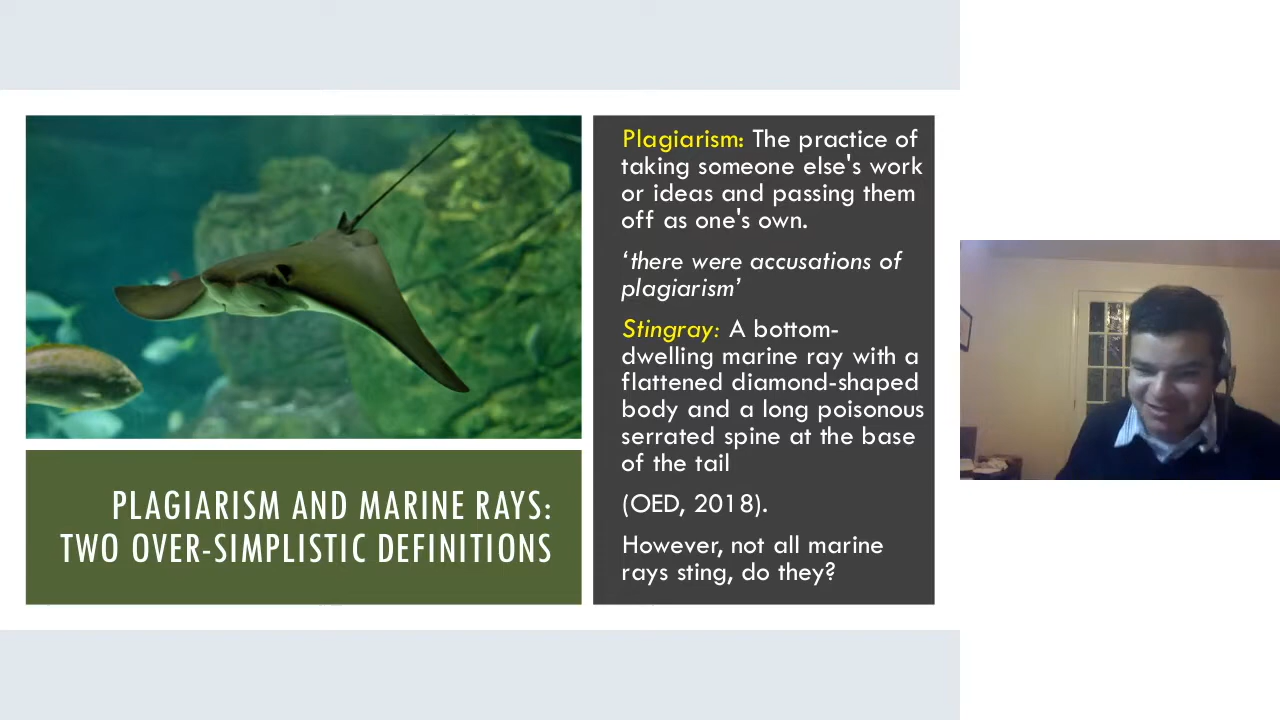 Plagiarism: The practice of
taking someone else's work
or ideas and passing them
off as one's own.
‘there were accusations of
plagiarism’
Stingray: A bottom-
dwelling marine ray with a
flattened diamond-shaped
body and a long poisonous
serrated spine at the base
of the tail
(OED, 2018).
However, not all marine
rays sting, do they?
PLAGIARISM AND MARINE RAYS:
TWO OVER-SIMPLISTIC DEFINITIONS